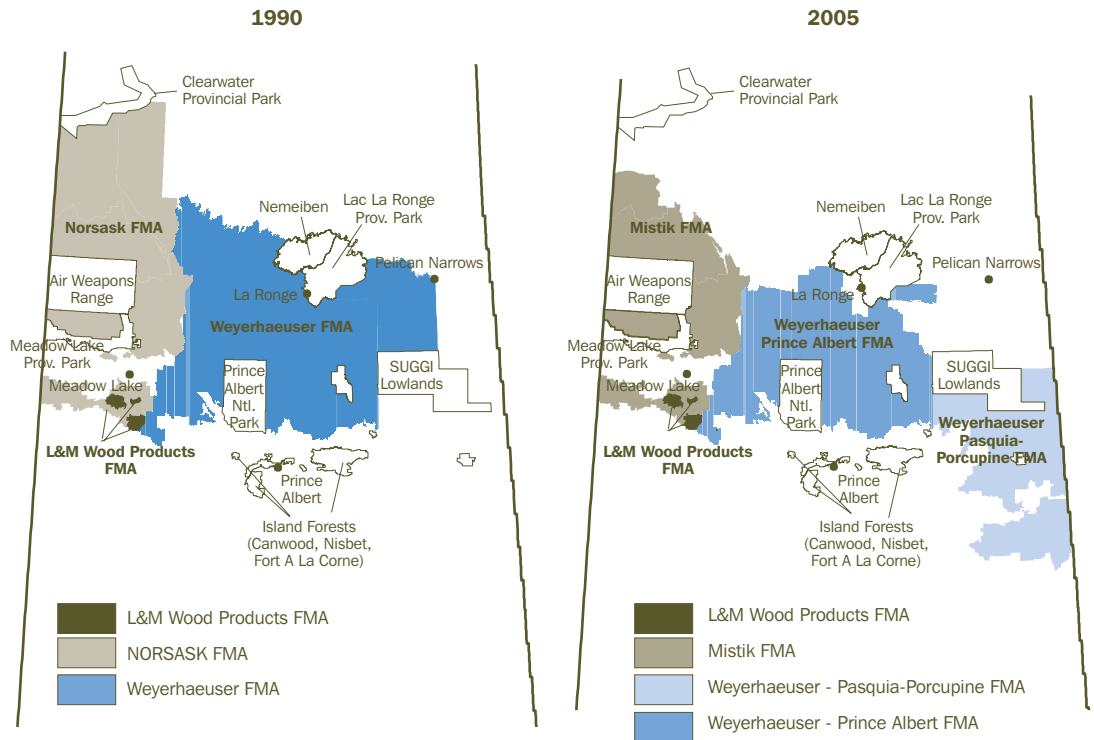 1990
Clearwater
Provincial Park
Nemeiben
Lac La Ronge
Prov. Park
Norsask FMA
Pelican Narrows
Air Weapons
Range
La Ronge
Weyerhaeuser FMA
Meadow Lake
Prov. Park
Meadow Lake
Prince
Albert
Ntl.
Park
SUGGI
Lowlands
L&M Wood Products
FMA
Prince
Albert
Island Forests
(Canwood, Nisbet,
Fort A La Corne)
L&M Wood Products FMA
NORSASK FMA
Weyerhaeuser FMA
2005
Clearwater
Provincial Park
Nemeiben
Lac La Ronge
Prov. Park
Mistik FMA
Pelican Narrows
Air Weapons
Range
La Ronge
Weyerhaeuser
Prince Albert FMA
Meadow Lake
Prov. Park
Meadow Lake
Prince
Albert
Ntl.
Park
SUGGI
Lowlands
Weyerhaeuser
Pasquia-
Porcupine FMA
L&M Wood Products
FMA
Prince
Albert
Island Forests
(Canwood, Nisbet,
Fort A La Corne)
L&M Wood Products FMA
Mistik FMA
Weyerhaeuser - Pasquia-Porcupine FMA
Weyerhaeuser - Prince Albert FMA